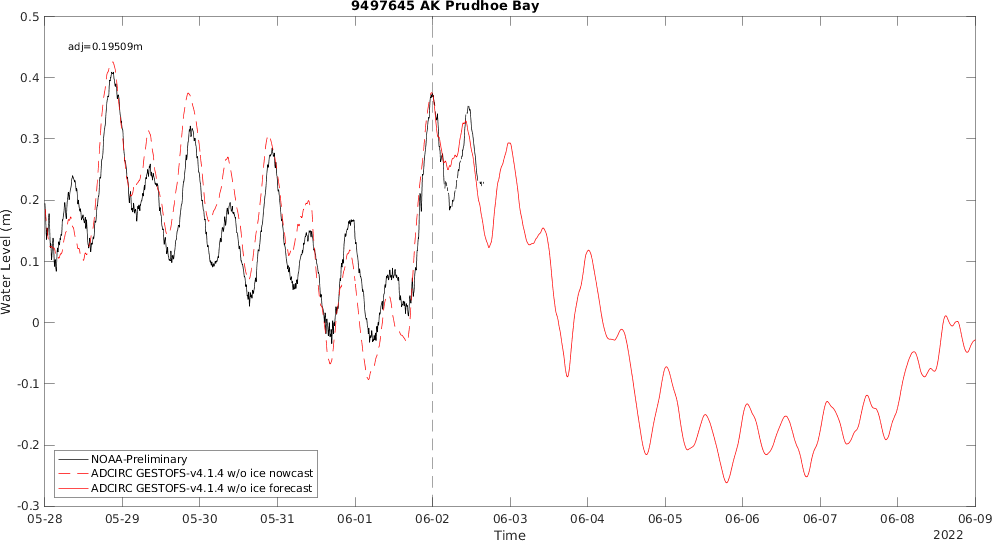 9497645 AK Prudhoe Bay
adj=0.19509m
0.5
0.4
0.3
0.2
0.1
0
-0.1
-0.2
-0.3
Water Level (m)
NOAA-Preliminary
ADCIRC GESTOFS-v4.1.4 w/o ice nowcast
ADCIRC GESTOFS-v4.1.4 w/o ice forecast
05-28 05-29 05-30 05-31 06-01 06-02 06-03 06-04 06-05 06-06 06-07 06-08 06-09
Time
2022